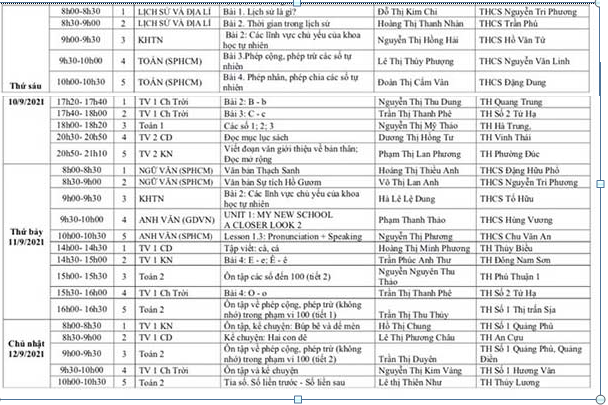 8h00-8h30 1 LỊCH SỬ VÀ ĐỊA LÍ Bài 1. Lịch sử là gì? Đỗ Thị Kim Chi THCS Nguyễn Tri Phương
8h30-9h00 2 LỊCH SỬ VÀ ĐỊA LÍ Bài 2. Thời gian trong lịch sử Hoàng Thị Thanh Nhàn THCS Trần Phú
9h00-9h30 3 KHTN Bài 2: Các lĩnh vực chủ yếu của khoa học tự nhiên Nguyễn Thị Hồng Hải THCS Hồ Văn Tứ
9h30-10h00 4 TOÁN (SPHCM) Bài 3.Phép cộng, phép trừ các số tự nhiên Lê Thị Thúy Phượng THCS Nguyễn Văn Linh
Thứ sáu
10/9/2021
10h00-10h30 5 TOÁN (SPHCM) Bài 4. Phép nhân, phép chia các số tự nhiên Đoàn Thị Cẩm Vân THCS Đặng Dung
17h20 - 17h40 1 TV 1 Ch Trời Bài 2: B - b Nguyễn Thị Thu Dung TH Quang Trung
17h40 - 18h00 2 TV 1 Ch Trời Bài 3: C - c Trần Thị Thanh Phê TH Số 2 Tứ Hạ
18h00 - 18h20 3 Toán 1 Các số 1; 2; 3 Nguyễn Thị Mỹ Thảo TH Hà Trung,
20h30 -20h50 4 TV 2 CD Đọc mục lục sách Dương Thị Hồng Tư TH Vinh Thái
20h50- 21h10 5 TV 2 KN Viết đoạn văn giới thiệu về bản thân; Đọc mở rộng Phạm Thị Lan Phương TH Phường Đúc
Thứ bảy
11/9/2021
8h00-8h30 1 NGỮ VĂN (SPHCM) Văn bản Thạch Sanh Hoàng Thị Thiều Anh THCS Đặng Hữu Phổ
8h30-9h00 2 NGỮ VĂN (SPHCM) Văn bản Sự tích Hồ Gươm Võ Thị Lan Anh THCS Nguyễn Tri Phương
9h00-9h30 3 KHTN Bài 2: Các lĩnh vực chủ yếu của khoa học tự nhiên Hà Lê Lệ Dung THCS Tố Hữu
9h30-10h00 4 ANH VĂN (GDVN) UNIT 1: MY NEW SCHOOL A CLOSER LOOK 2 Phạm Thanh Thảo THCS Hùng Vương
10h00-10h30 5 ANH VĂN (SPHCM) Lesson 1.3: Pronunciation + Speaking Nguyễn Thị Phương THCS Chu Văn An
14h00 -14h30 1 TV 1 CD Tập viết: cà, cá Hoàng Thị Minh Phương TH Thủy Biều
14h30- 15h00 2 TV 1 KN Bài 4: E - e; Ê - ê Trần Phúc Anh Thư TH Đông Nam Sơn
15h00 - 15h30 3 Toán 2 Ôn tập các số đến 100 (tiết 2) Nguyễn Nguyên Thu Thảo TH Phú Thuận 1
15h30- 16h00 4 TV 1 Ch Trời Bài 4: O - o Trần Thị Thanh Phê TH Số 2 Tứ Hạ
16h00- 16h30 5 Toán 2 Ôn tập về phép cộng, phép trừ (không nhớ) trong phạm vi 100 (tiết 1) Trần Thị Thu Thủy TH Số 1 Thị trấn Sịa
Chủ nhật
12/9/2021
8h00-8h30 1 TV 1 KN Ôn tập, kể chuyện: Búp bê và dế mèn Hồ Thị Chung TH Số 1 Quảng Phú
8h30-9h00 2 TV 1 CD Kể chuyện: Hai con dê Lê Thị Phương Châu TH An Cựu
9h00-9h30 3 Toán 2 Ôn tập về phép cộng, phép trừ (không nhớ) trong phạm vi 100 (tiết 2) Trần Thị Duyên TH Số 1 Quảng Phú, Quảng Điền
9h30-10h00 4 TV 1 Ch Trời Ôn tập và kể chuyện Nguyễn Thị Kim Vàng TH Số 1 Hương Vân
10h00-10h30 5 Toán 2 Tia số. Số liền trước - Số liền sau Lê thị Thiên Như TH Thủy Lương